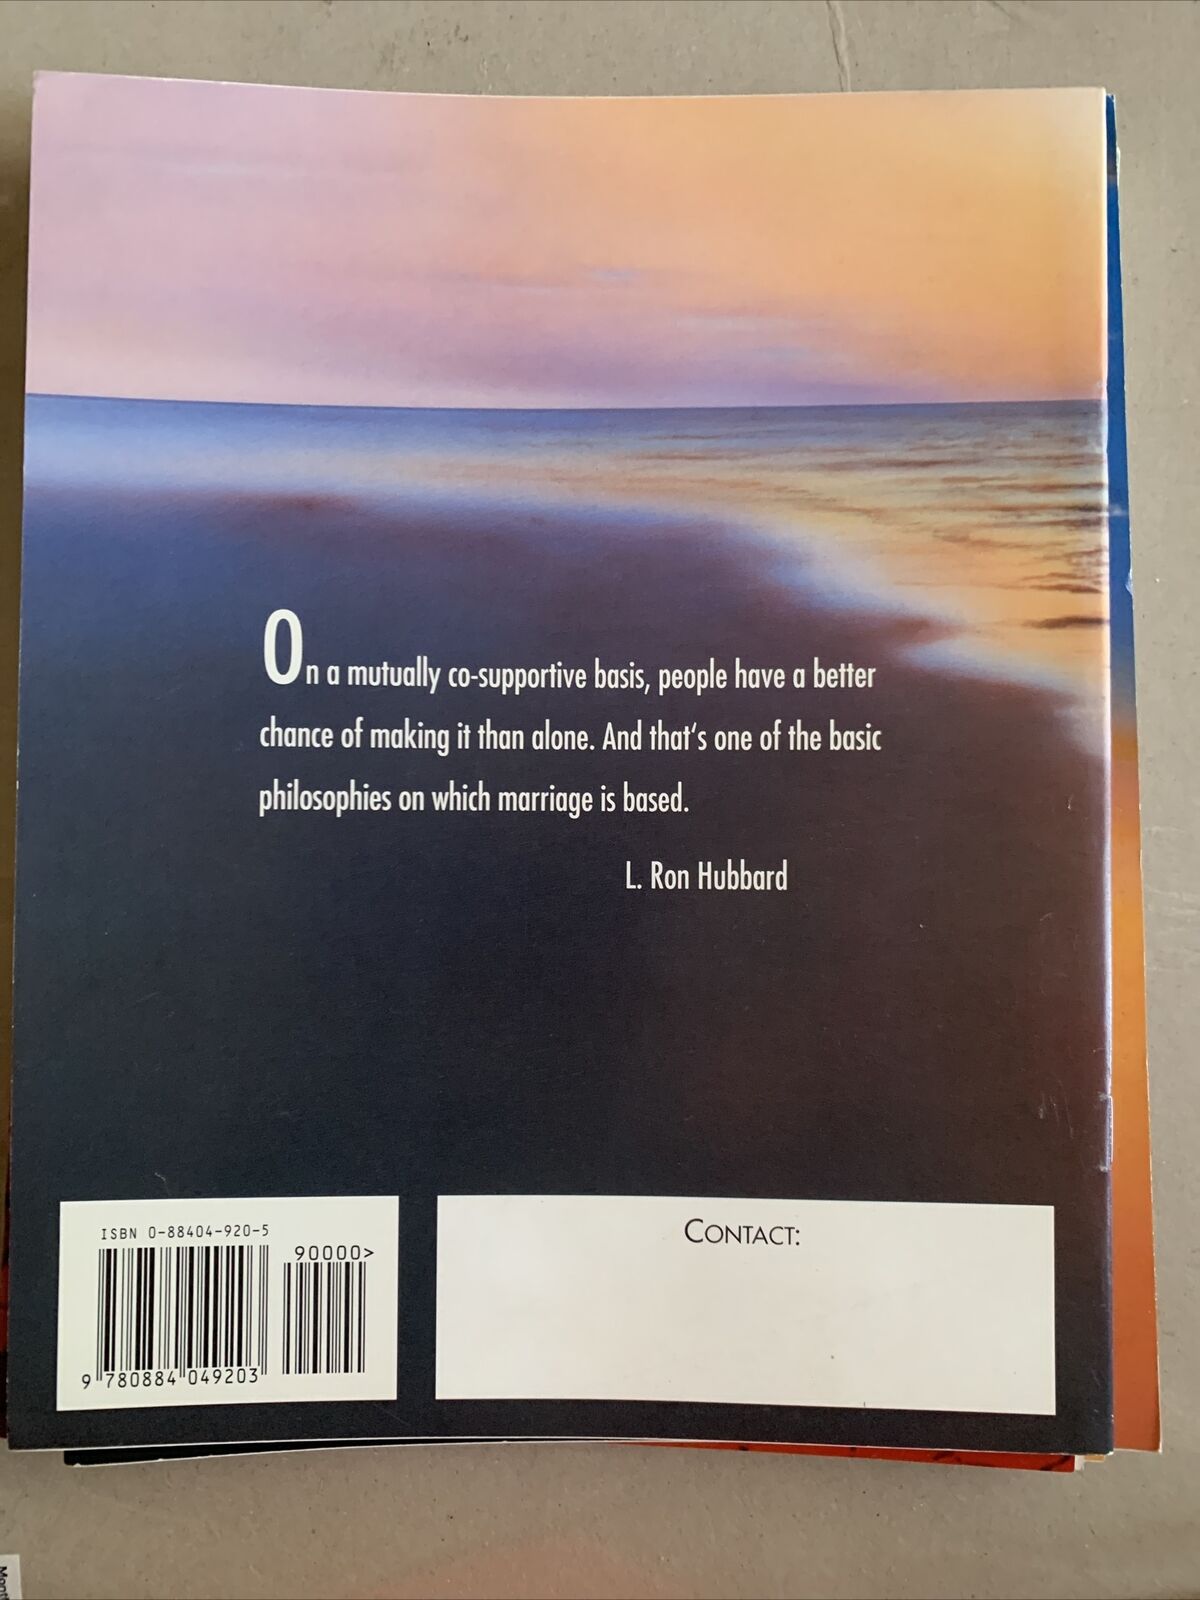 On a mutually co-supportive basis, people have a better
chance of making it than alone. And that's one of the basic
philosophies on which marriage is based.
L. Ron Hubbard
ISBN 0-88404-920-5
90000>
9 780884 049203
CONTACT: